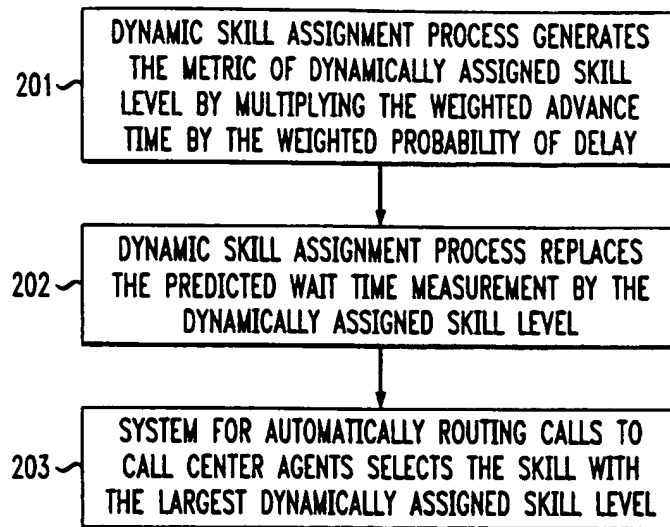 201
DYNAMIC SKILL ASSIGNMENT PROCESS GENERATES
THE METRIC OF DYNAMICALLY ASSIGNED SKILL
LEVEL BY MULTIPLYING THE WEIGHTED ADVANCE
TIME BY THE WEIGHTED PROBABILITY OF DELAY
202
DYNAMIC SKILL ASSIGNMENT PROCESS REPLACES
THE PREDICTED WAIT TIME MEASUREMENT BY THE
DYNAMICALLY ASSIGNED SKILL LEVEL
203
SYSTEM FOR AUTOMATICALLY ROUTING CALLS TO
CALL CENTER AGENTS SELECTS THE SKILL WITH
THE LARGEST DYNAMICALLY ASSIGNED SKILL LEVEL